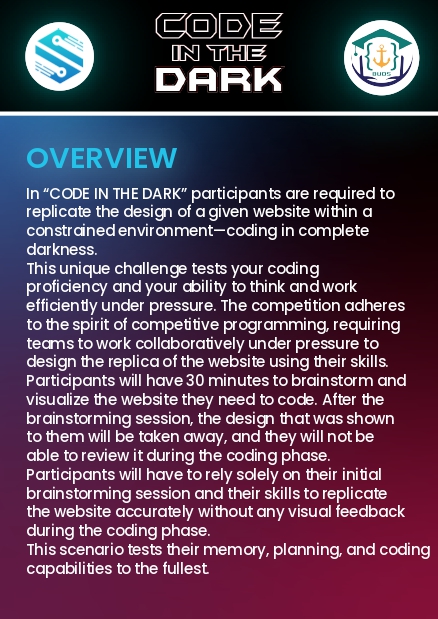 CODE
IN THE
DARK
BUDS
OVERVIEW
In “CODE IN THE DARK” participants are required to
replicate the design of a given website within a
constrained environment—coding in complete
darkness.
This unique challenge tests your coding
proficiency and your ability to think and work
efficiently under pressure. The competition adheres
to the spirit of competitive programming, requiring
teams to work collaboratively under pressure to
design the replica of the website using their skills.
Participants will have 30 minutes to brainstorm and
visualize the website they need to code. After the
brainstorming session, the design that was shown
to them will be taken away, and they will not be
able to review it during the coding phase.
Participants will have to rely solely on their initial
brainstorming session and their skills to replicate
the website accurately without any visual feedback
during the coding phase.
This scenario tests their memory, planning, and coding
capabilities to the fullest.